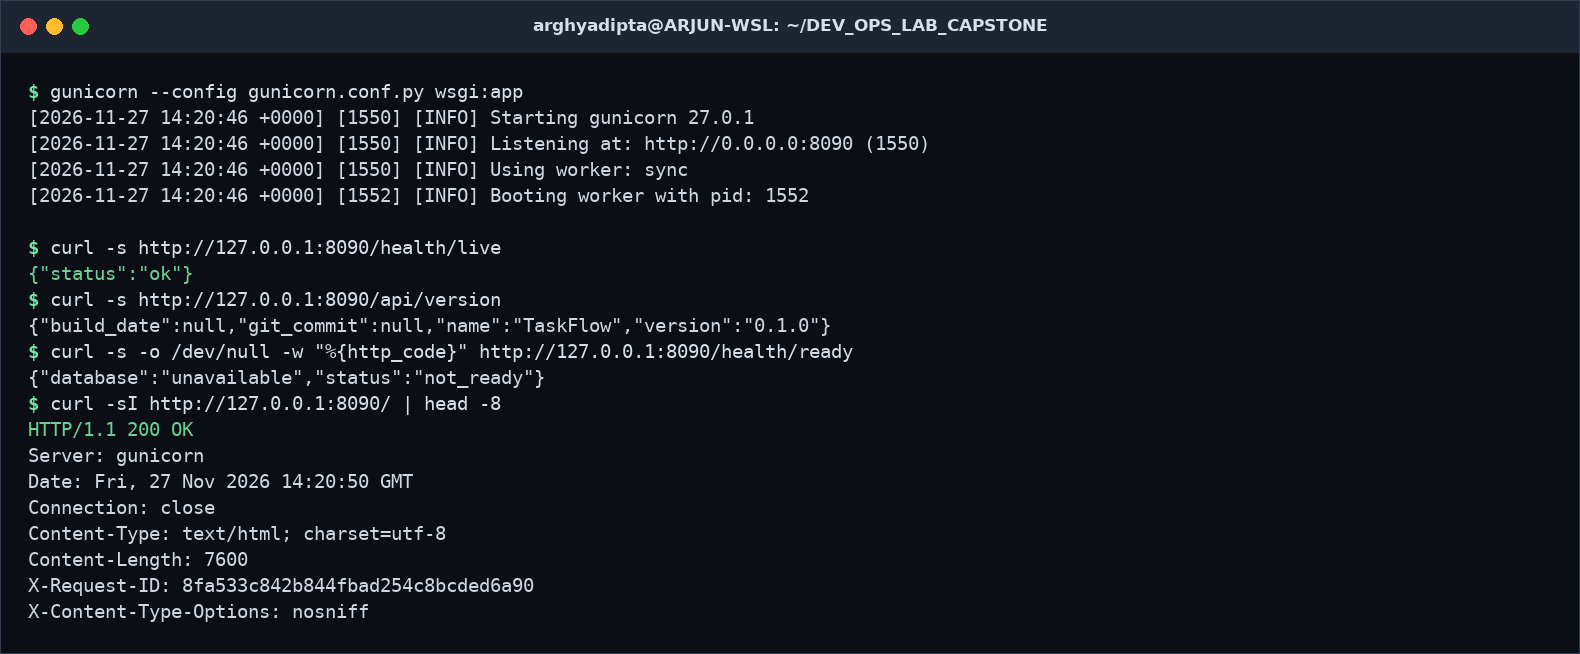 arghyadipta@ARJUN-WSL: ~/DEV_OPS_LAB_CAPSTONE
$ gunicorn --config gunicorn.conf.py wsgi:app
[2026-11-27 14:20:46 +0000] [1550] [INFO] Starting gunicorn 27.0.1
[2026-11-27 14:20:46 +0000] [1550] [INFO] Listening at: http://0.0.0.0:8090 (1550)
[2026-11-27 14:20:46 +0000] [1550] [INFO] Using worker: sync
[2026-11-27 14:20:46 +0000] [1552] [INFO] Booting worker with pid: 1552
$ curl -s http://127.0.0.1:8090/health/live
{"status":"ok"}
$ curl -s http://127.0.0.1:8090/api/version
{"build_date":null,"git_commit":null,"name":"TaskFlow","version":"0.1.0"}
$ curl -s -o /dev/null -w "%{http_code}" http://127.0.0.1:8090/health/ready
{"database":"unavailable","status":"not_ready"}
$ curl -sI http://127.0.0.1:8090/ | head -8
HTTP/1.1 200 OK
Server: gunicorn
Date: Fri, 27 Nov 2026 14:20:50 GMT
Connection: close
Content-Type: text/html; charset=utf-8
Content-Length: 7600
X-Request-ID: 8fa533c842b844fbad254c8bcded6a90
X-Content-Type-Options: nosniff